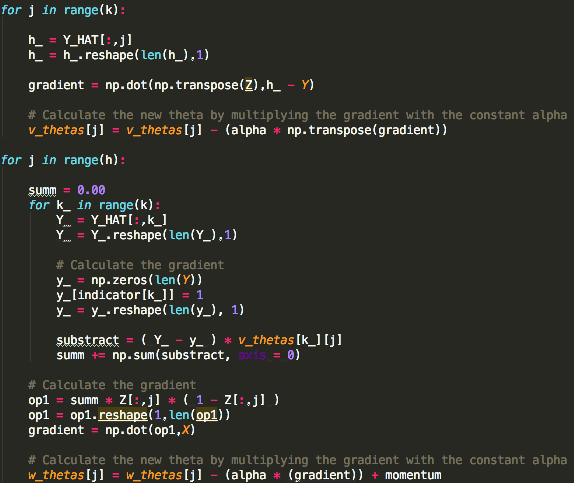 for j in range(k):
h_ = Y_HAT[:,j]
h_ = h_.reshape(len(h_),1)
gradient = np.dot(np.transpose(Z),h_ - Y)
# Calculate the new theta by multiplying the gradient with the constant alpha
v_thetas[j] = v_thetas[j] - (alpha * np.transpose(gradient))
for j in range(h):
summ = 0.00
for k_ in range(k):
Y_ = Y_HAT[:,k_]
Y_ = Y_.reshape(len(Y_),1)
# Calculate the gradient
y_ = np.zeros(len(Y))
y_[indicator[k_]] = 1
y_ = y_.reshape(len(y_), 1)
substract = ( Y_ - y_ ) * v_thetas[k_][j]
summ += np.sum(substract, axis = 0)
# Calculate the gradient
op1 = summ * Z[:,j] * ( 1 - Z[:,j] )
op1 = op1.reshape(1,len(op1))
gradient = np.dot(op1,X)
# Calculate the new theta by multiplying the gradient with the constant alpha
w_thetas[j] = w_thetas[j] - (alpha * (gradient)) + momentum